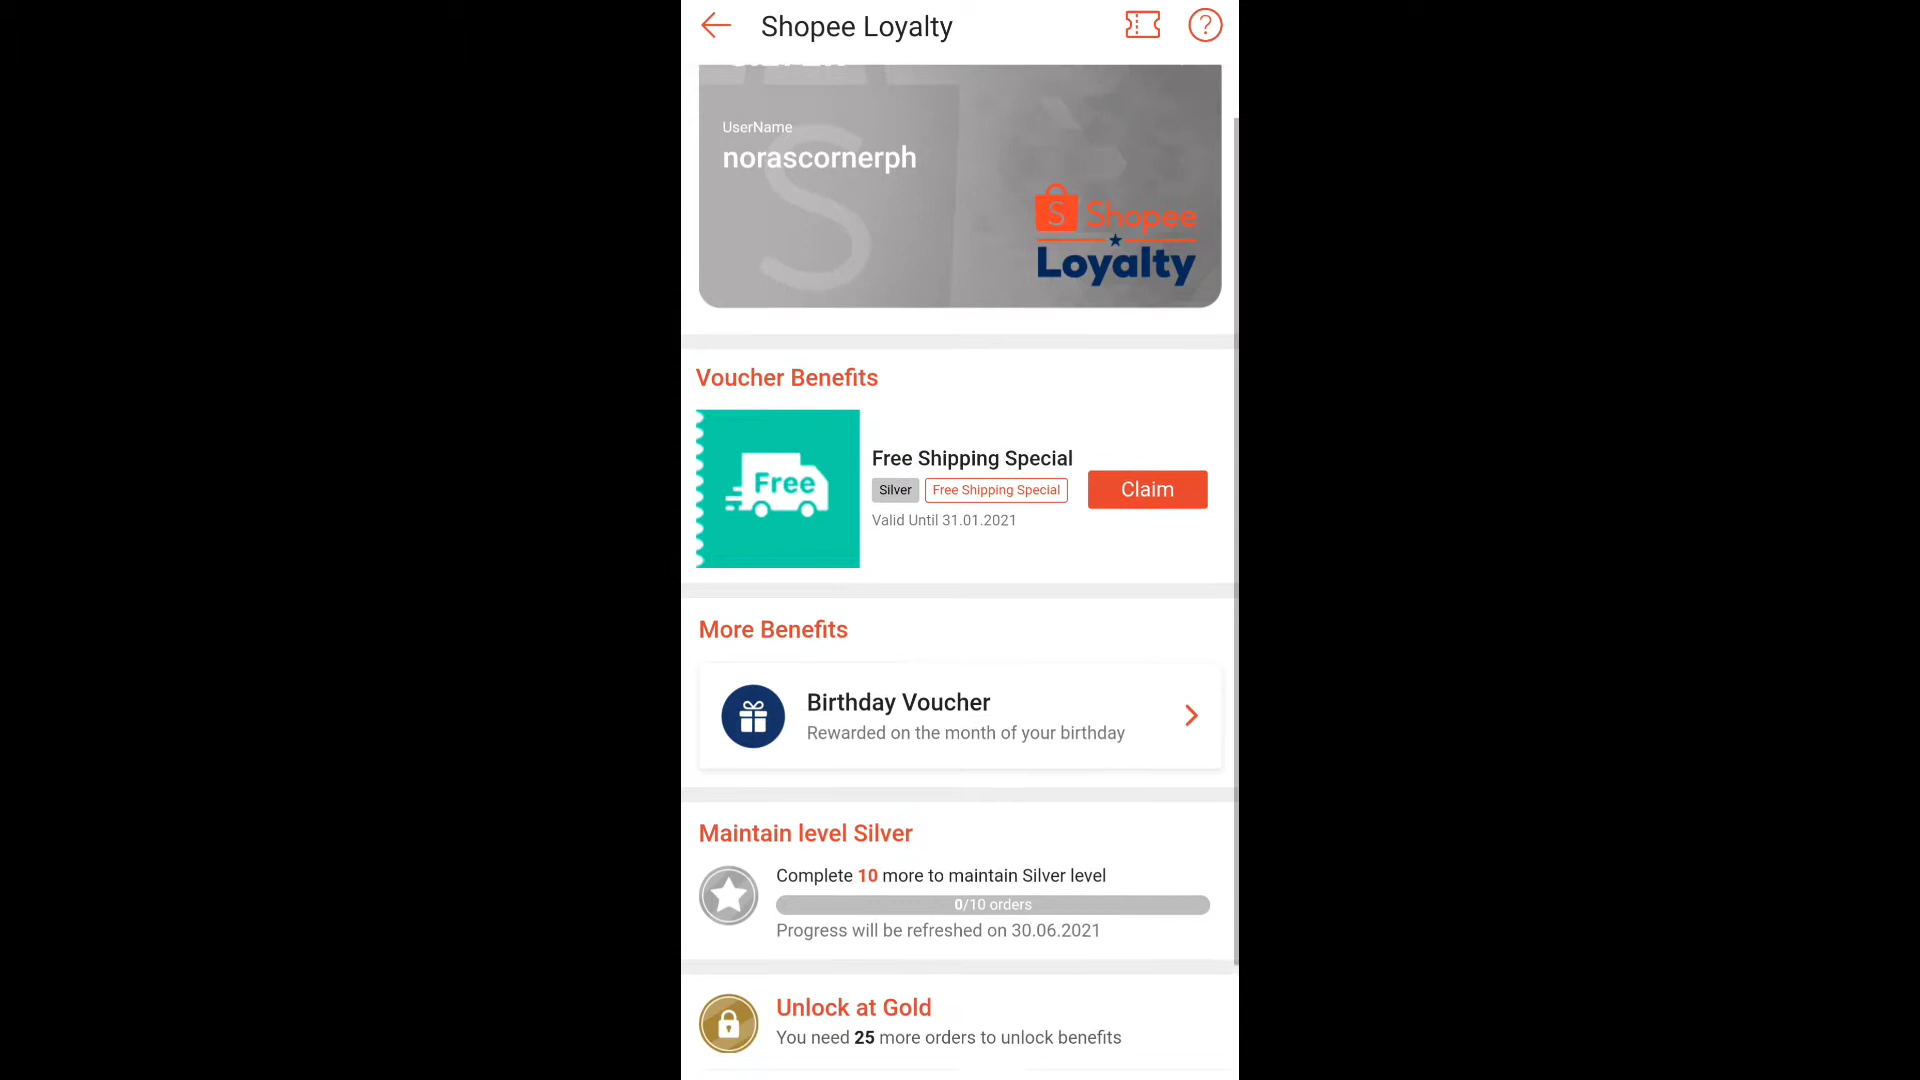 Shopee Loyalty
UserName
norascornerph
Shopee
Loyalty
Voucher Benefits
Free
Free Shipping Special
Silver Free Shipping Special
Claim
Valid Until 31.01.2021
More Benefits
Birthday Voucher
Rewarded on the month of your birthday
Maintain level Silver
Complete 10 more to maintain Silver level
0/10 orders
Progress will be refreshed on 30.06.2021
Unlock at Gold
You need 25 more orders to unlock benefits